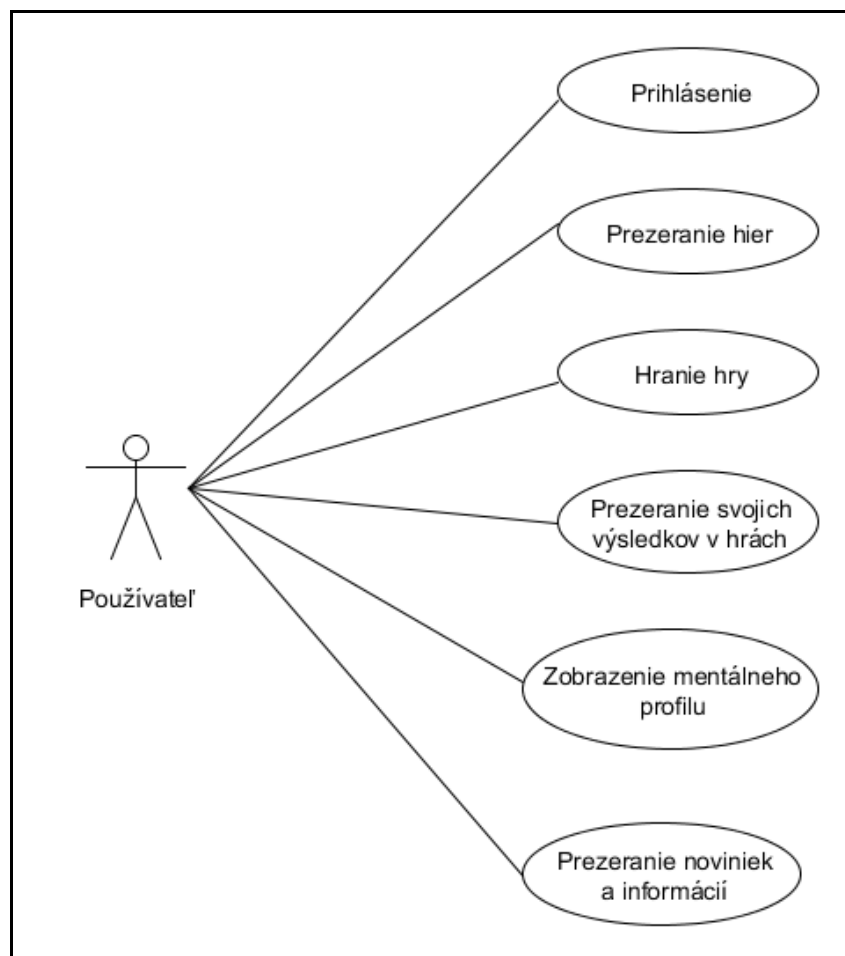 Prihlásenie
Prezeranie hier
Hranie hry
Prezeranie svojich
výsledkov v hrách
Používateľ
Zobrazenie mentálneho
profilu
Prezeranie noviniek
a informácií